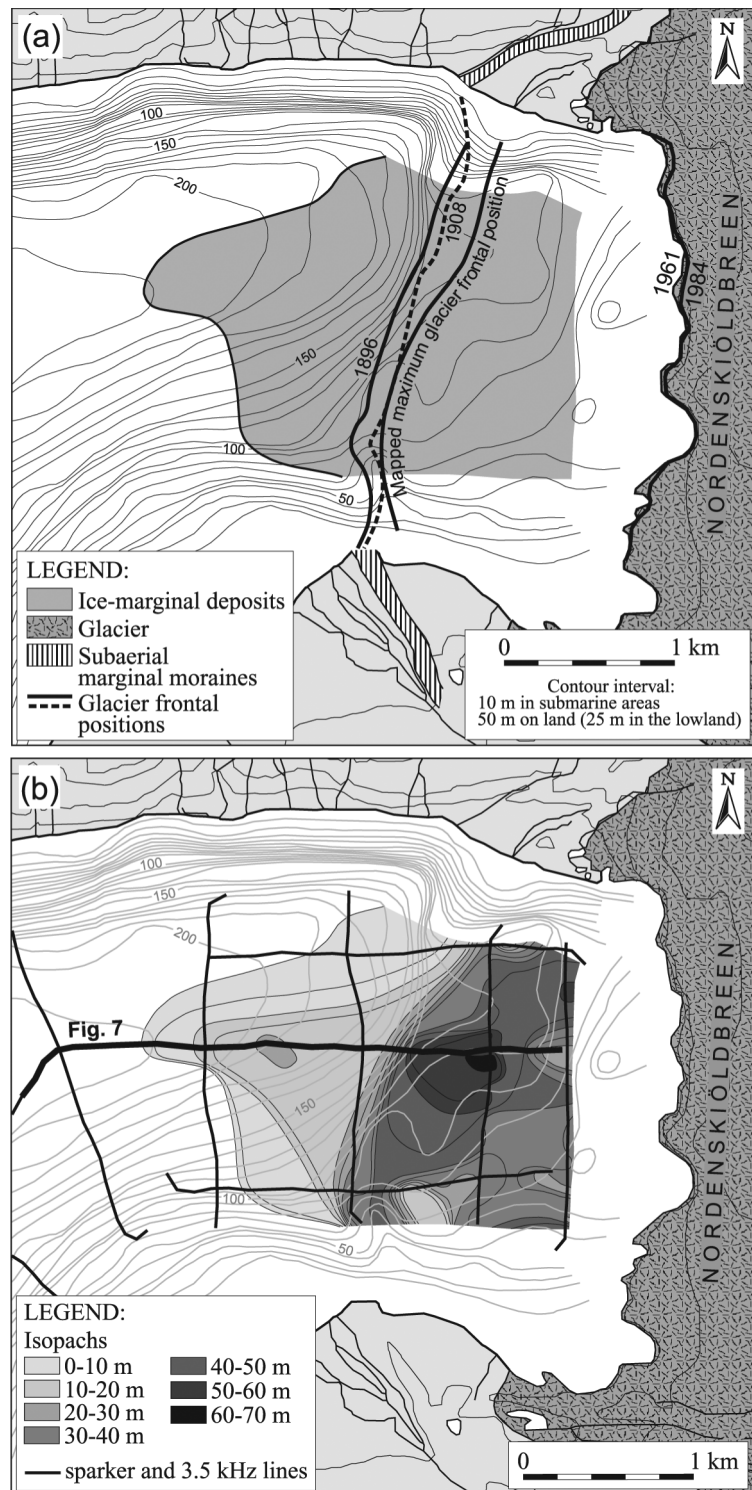 (a)
N
100
150
200
1908
1961
1984
Mapped maximum glacier frontal position
1896
150
100
50
NORDENSKIÖLDBREEN
LEGEND:
Ice-marginal deposits
Glacier
Subaerial
marginal moraines
Glacier frontal
positions
0 1 km
Contour interval:
10 m in submarine areas
50 m on land (25 m in the lowland)
(b)
N
100
150
200
Fig. 7
150
100
50
NORDENSKIÖLDBREEN
LEGEND:
Isopachs
0-10 m 40-50 m
10-20 m 50-60 m
20-30 m 60-70 m
30-40 m
sparker and 3.5 kHz lines
0 1 km